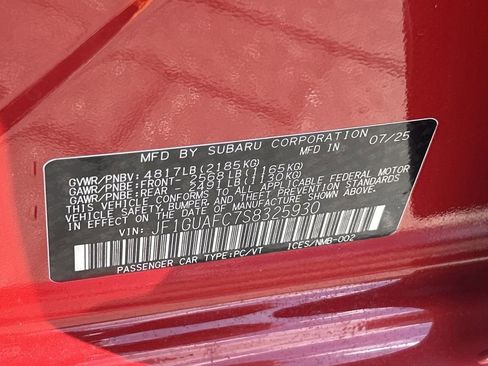 MFD BY SUBARU CORPORATION 07/25
MFD. IN JAPAN
GVWR/PNBV: 4817LB(2185KG)
GAWR/PNBE:FRONT- 2568LB(1165KG)
GAWR/PNBE:REAR - 2491LB(1130KG)
THIS VEHICLE CONFORMS TO ALL APPLICABLE FEDERAL MOTOR
VEHICLE SAFETY, BUMPER, AND THEFT PREVENTION STANDARDS
IN EFFECT ON THE DATE OF MANUFACTURE SHOWN ABOVE.
VIN: JF1GUAFC7S8325930
PASSENGER CAR TYPE:PC/VT ICES/NMB-002